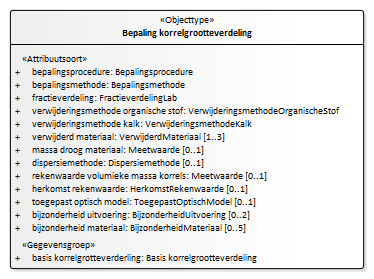 «Objecttype»
Bepaling korrelgrootteverdeling
«Attribuutsoort»
+ bepalingsprocedure: Bepalingsprocedure
+ bepalingsmethode: Bepalingsmethode
+ fractieverdeling: FractieverdelingLab
+ verwijderingsmethode organische stof: VerwijderingsmethodeOrganischeStof
+ verwijderingsmethode kalk: VerwijderingsmethodeKalk
+ verwijderd materiaal: VerwijderdMateriaal [1..3]
+ massa droog materiaal: Meetwaarde [0..1]
+ dispersiemethode: Dispersiemethode [0..1]
+ rekenwaarde volumieke massa korrels: Meetwaarde [0..1]
+ herkomst rekenwaarde: HerkomstRekenwaarde [0..1]
+ toegepast optisch model: ToegepastOptischModel [0..1]
+ bijzonderheid uitvoering: BijzonderheidUitvoering [0..2]
+ bijzonderheid materiaal: BijzonderheidMateriaal [0..5]
«Gegevensgroep»
+ basis korrelgrotteverderling: Basis korrelgrootteverdeling